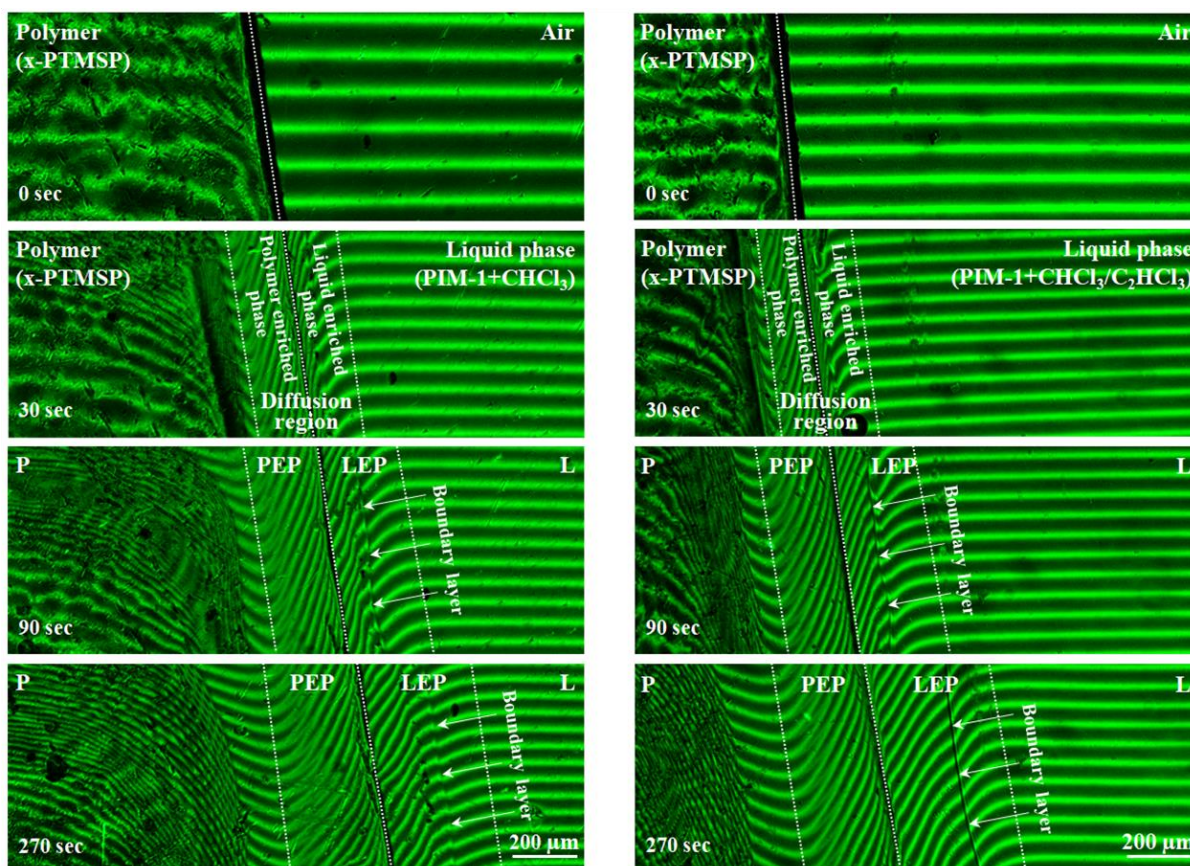 Polymer
(x-PTMSP)
Air
0 sec
Polymer
(x-PTMSP)
Air
0 sec
Polymer
(x-PTMSP)
Polymer enriched
phase
Liquid enriched
phase
Liquid phase
(PIM-1+CHCl₃)
Diffusion
region
30 sec
Polymer
(x-PTMSP)
Polymer enriched
phase
Liquid enriched
phase
Liquid phase
(PIM-1+CHCl₃/C₂HCl₃)
Diffusion
region
30 sec
P
PEP
LEP
L
Boundary layer
90 sec
P
PEP
LEP
L
Boundary layer
90 sec
P
PEP
LEP
L
Boundary layer
270 sec
200 µm
P
PEP
LEP
L
Boundary layer
270 sec
200 µm